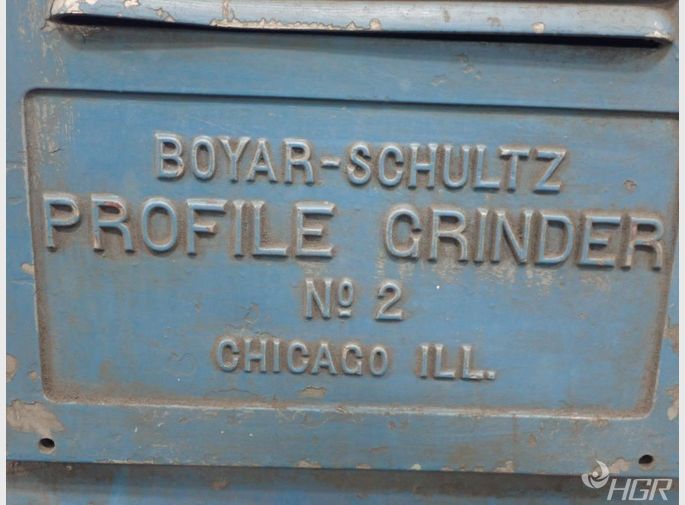 BOYAR-SCHULTZ
PROFILE GRINDER
Nº 2
CHICAGO ILL.
HGR